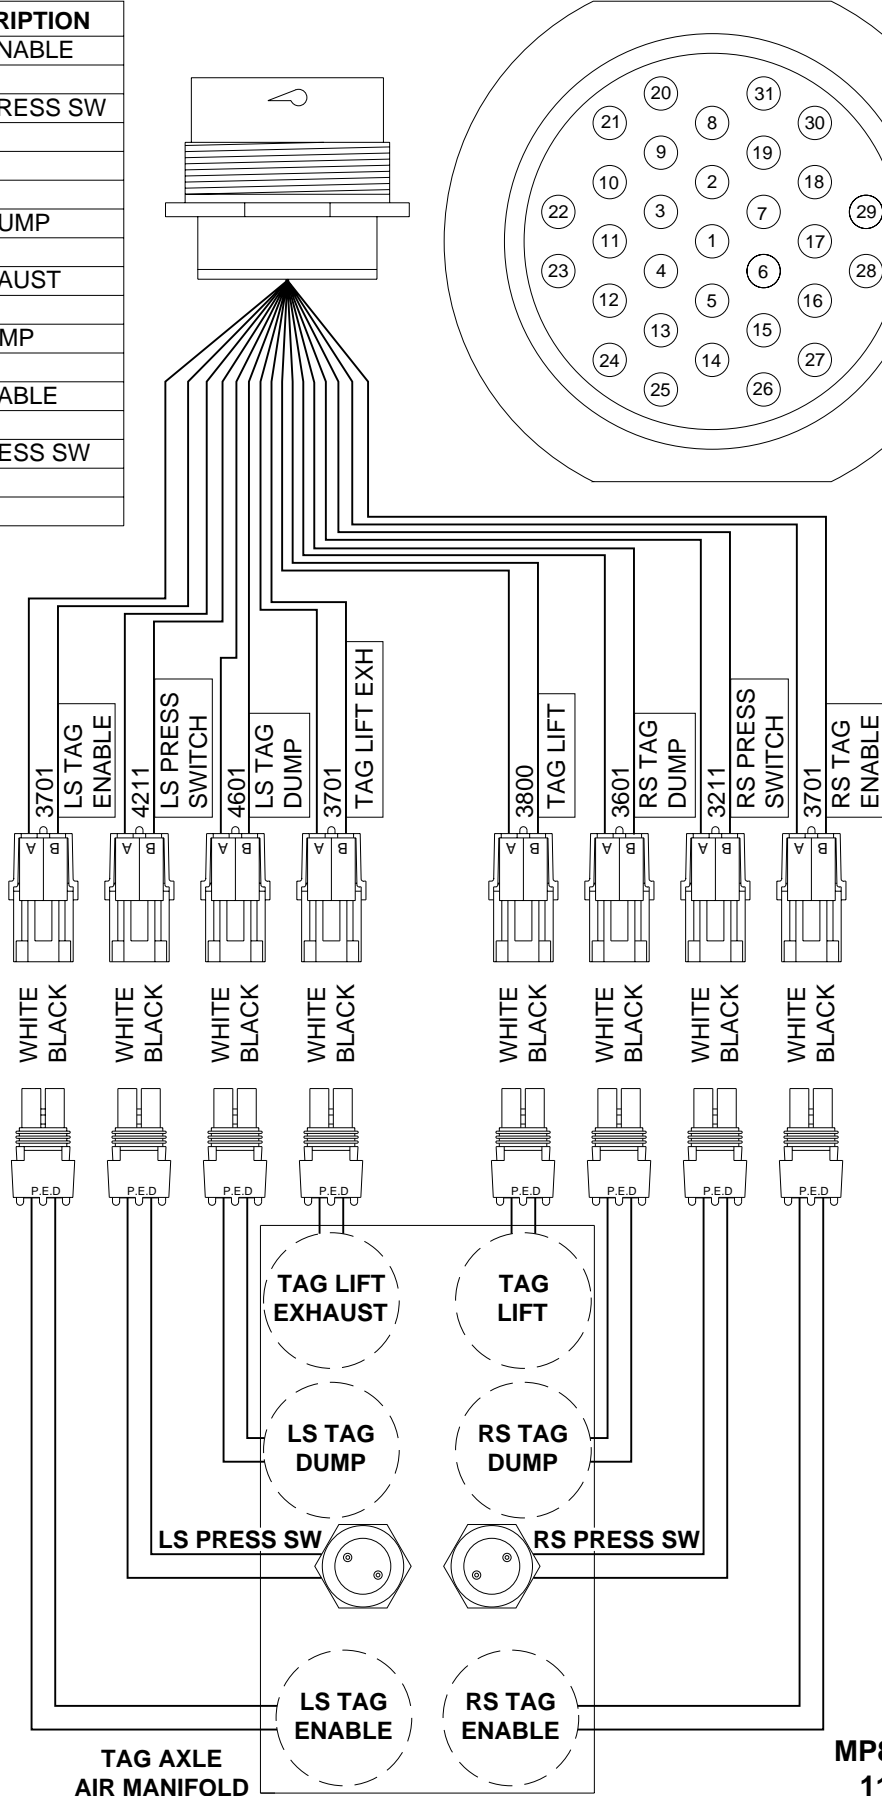 RIPTION
NABLE
RESS SW
UMP
AUST
MP
ABLE
ESS SW
20
31
21
8
30
9
19
10
2
18
22
3
7
29
11
1
17
23
4
6
28
12
5
16
13
15
24
14
27
25
26
3701
LS TAG
ENABLE
4211
LS PRESS
SWITCH
4601
LS TAG
DUMP
3701
TAG LIFT EXH
3800
TAG LIFT
3601
RS TAG
DUMP
3211
RS PRESS
SWITCH
3701
RS TAG
ENABLE
A B
A B
A B
A B
A B
A B
A B
A B
WHITE
BLACK
WHITE
BLACK
WHITE
BLACK
WHITE
BLACK
WHITE
BLACK
WHITE
BLACK
WHITE
BLACK
WHITE
BLACK
P.E.D
P.E.D
P.E.D
P.E.D
P.E.D
P.E.D
P.E.D
P.E.D
TAG LIFT
EXHAUST
TAG
LIFT
LS TAG
DUMP
RS TAG
DUMP
LS PRESS SW
RS PRESS SW
LS TAG
ENABLE
RS TAG
ENABLE
TAG AXLE
AIR MANIFOLD
MP8
11